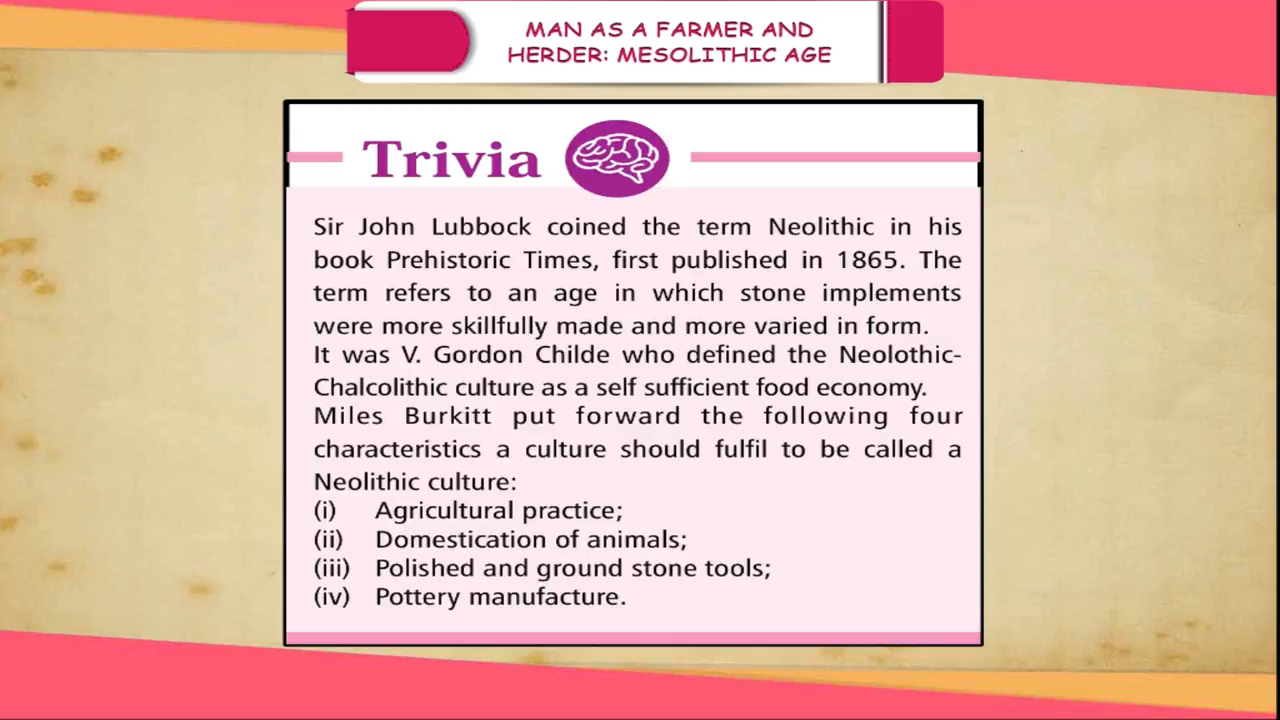 MAN AS A FARMER AND
HERDER: MESOLITHIC AGE
Trivia
Sir John Lubbock coined the term Neolithic in his
book Prehistoric Times, first published in 1865. The
term refers to an age in which stone implements
were more skillfully made and more varied in form.
It was V. Gordon Childe who defined the Neolothic-
Chalcolithic culture as a self sufficient food economy.
Miles Burkitt put forward the following four
characteristics a culture should fulfil to be called a
Neolithic culture:
(i) Agricultural practice;
(ii) Domestication of animals;
(iii) Polished and ground stone tools;
(iv) Pottery manufacture.